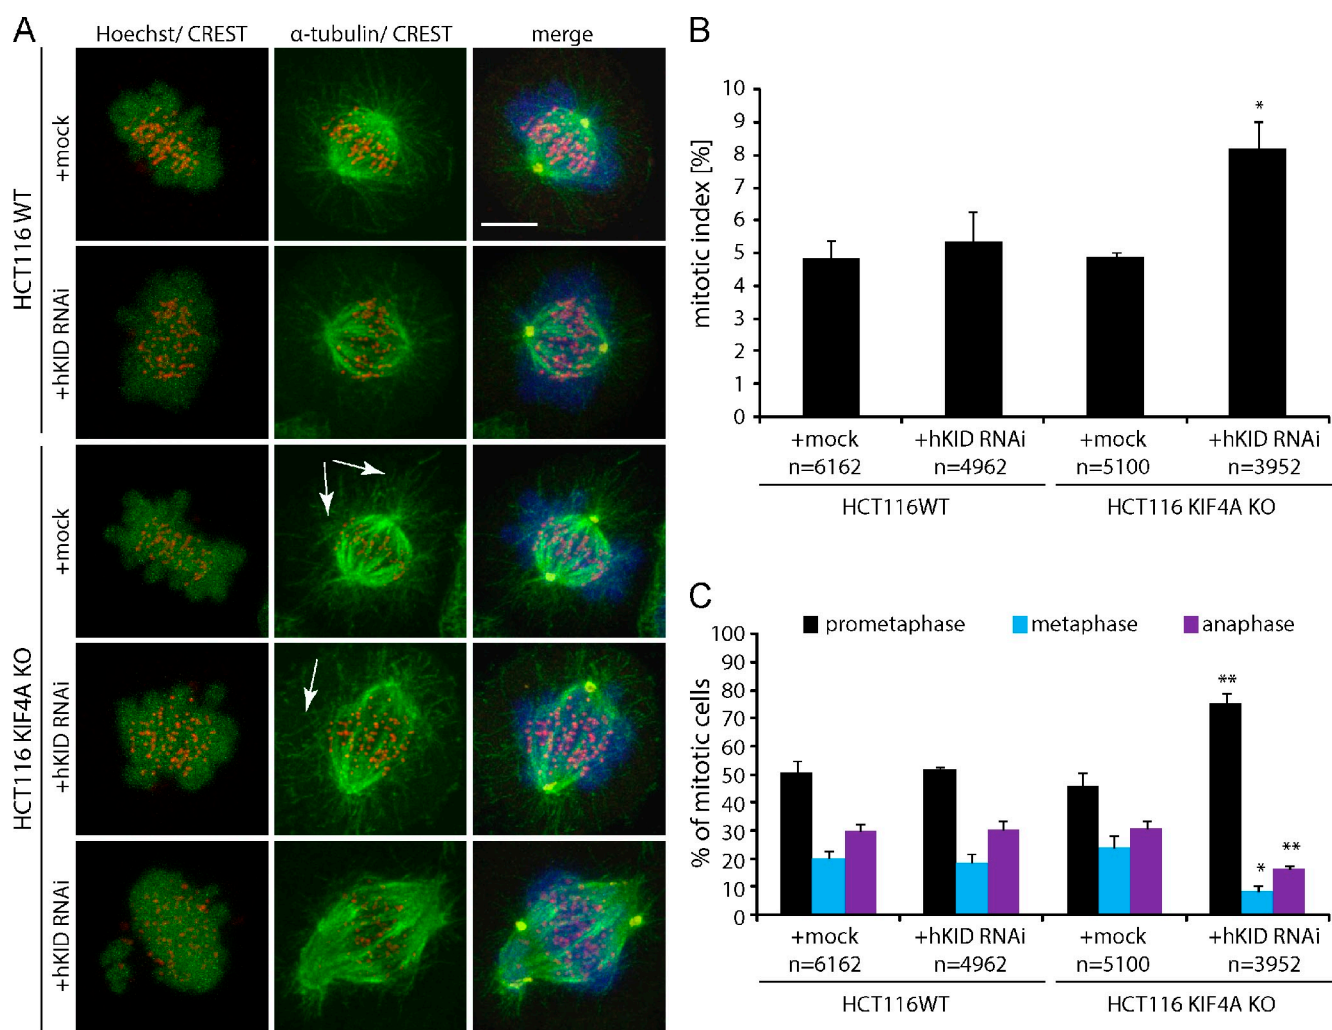 A
Hoechst/ CREST
α-tubulin/ CREST
merge
HCT116 WT
+mock
+hKID RNAi
HCT116 KIF4A KO
+mock
+hKID RNAi
+hKID RNAi
B
mitotic index [%]
10
9
8
7
6
5
4
3
2
1
0
*
+mock
+hKID RNAi
+mock
+hKID RNAi
n=6162
n=4962
n=5100
n=3952
HCT116WT
HCT116 KIF4A KO
C
prometaphase
metaphase
anaphase
% of mitotic cells
100
90
80
70
60
50
40
30
20
10
0
**
*
**
+mock
+hKID RNAi
+mock
+hKID RNAi
n=6162
n=4962
n=5100
n=3952
HCT116WT
HCT116 KIF4A KO